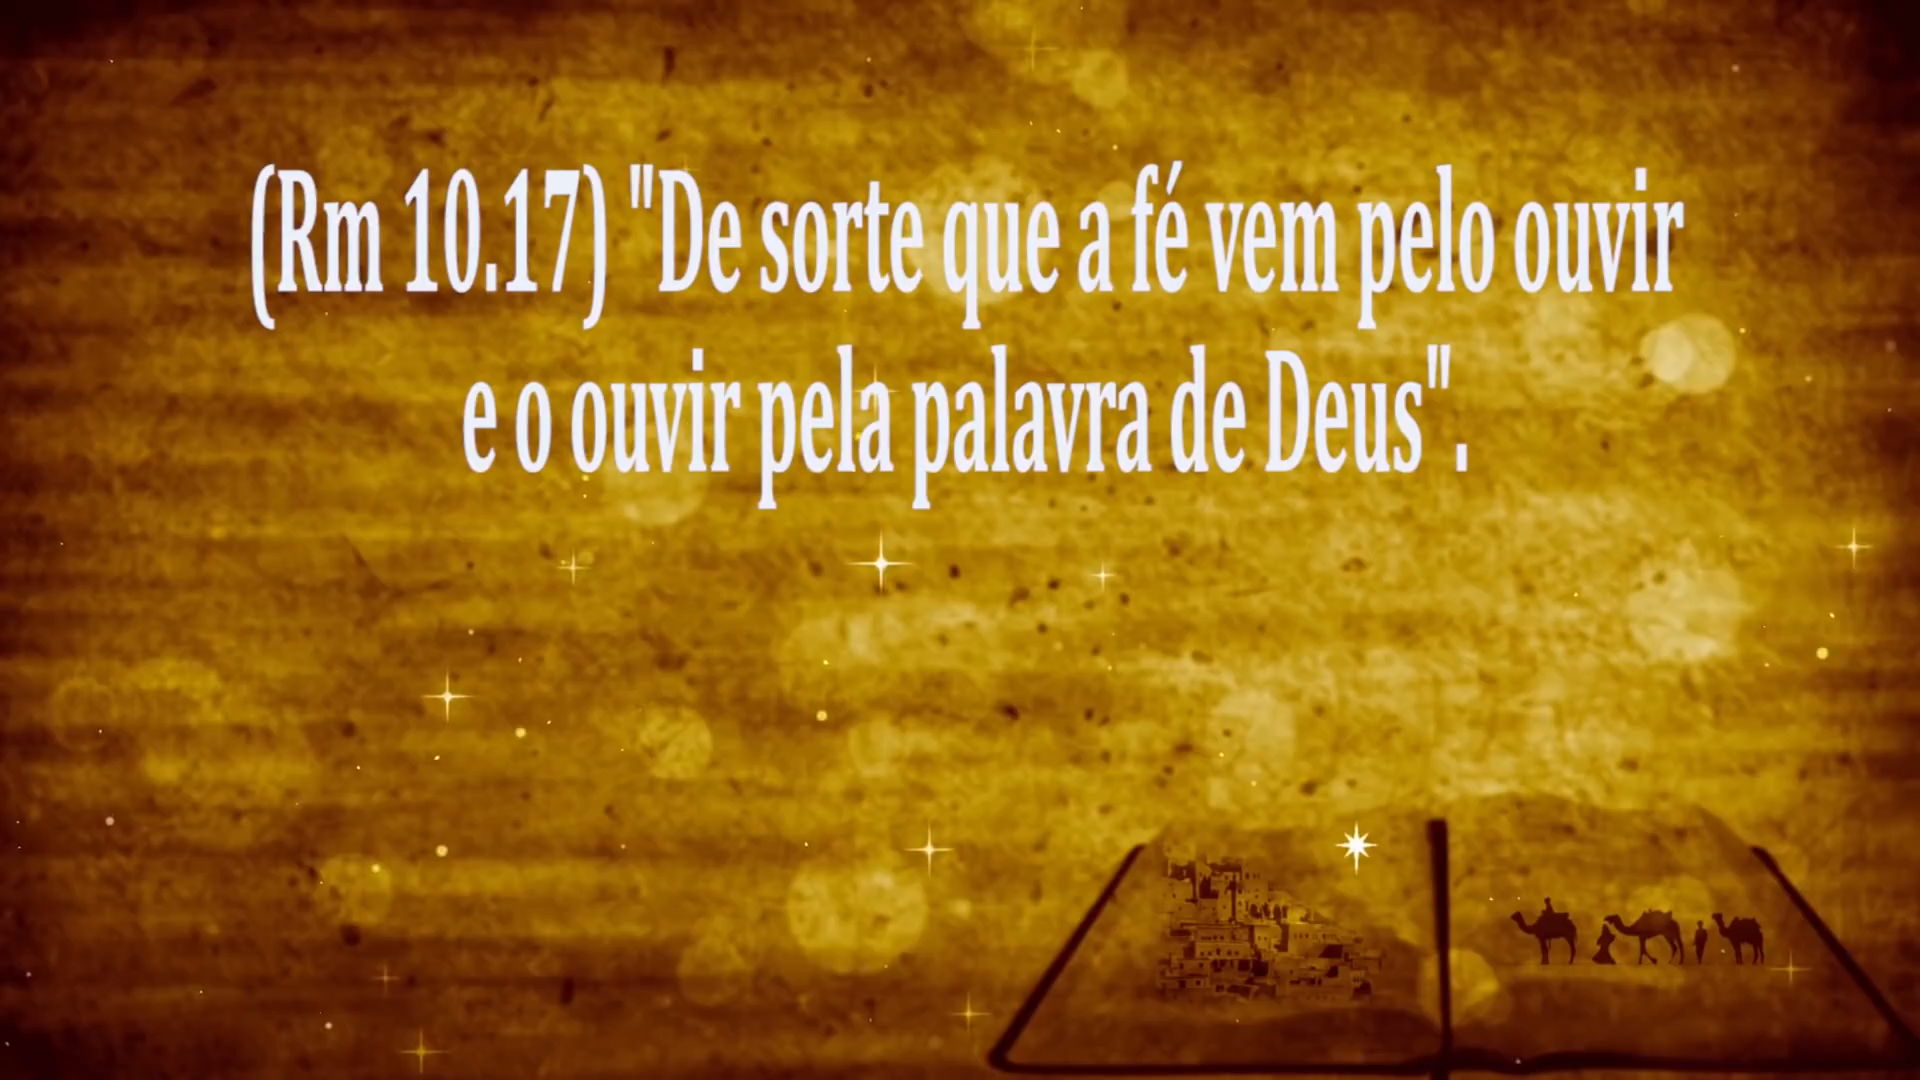 (Rm 10.17) "De sorte que a fé vem pelo ouvir
e o ouvir pela palavra de Deus".